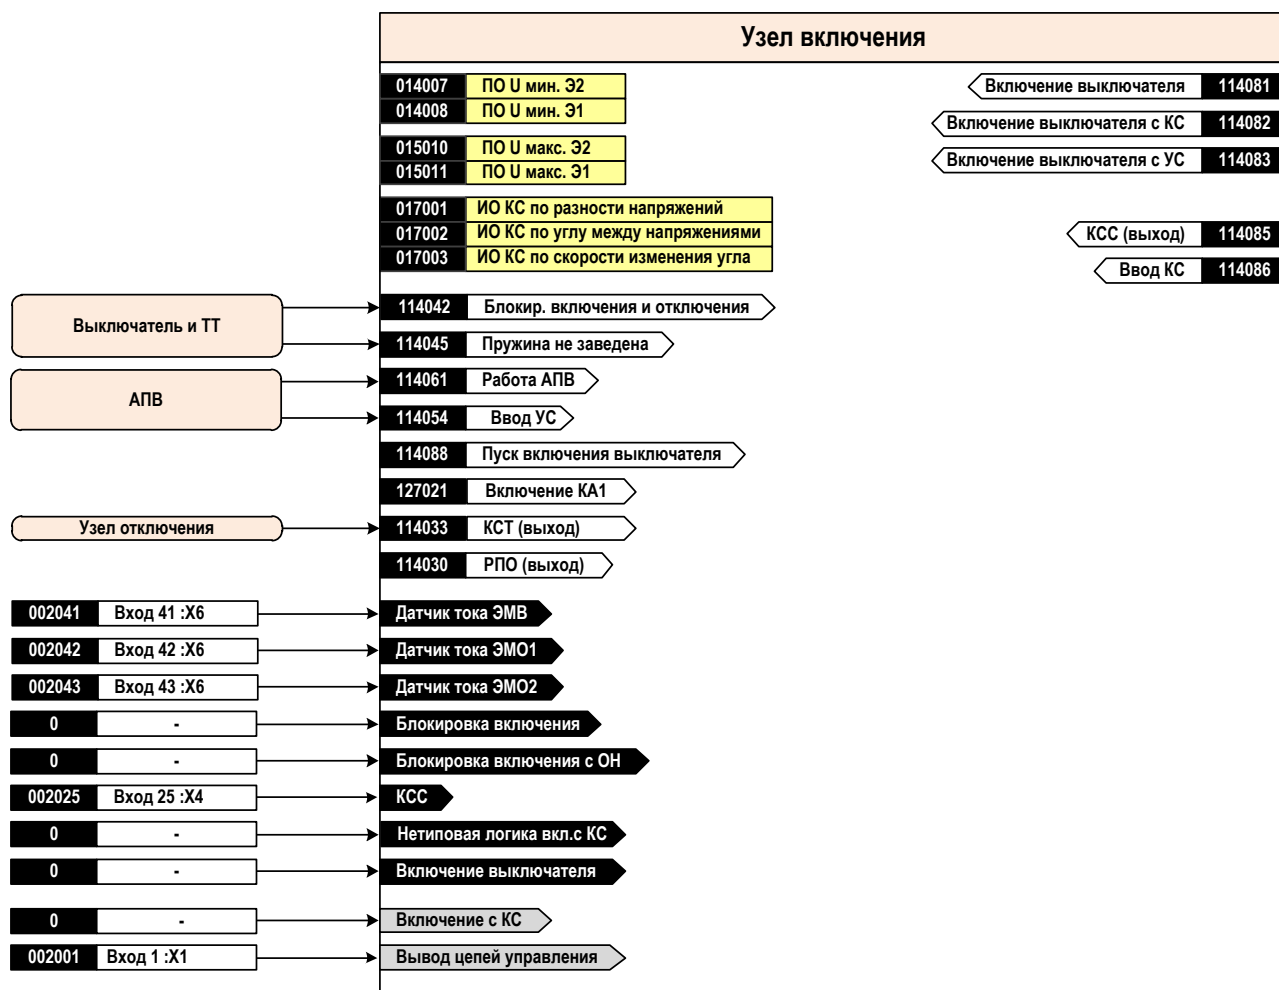 Узел включения
014007 ПО U мин. Э2
014008 ПО U мин. Э1
015010 ПО U макс. Э2
015011 ПО U макс. Э1
017001 ИО КС по разности напряжений
017002 ИО КС по углу между напряжениями
017003 ИО КС по скорости изменения угла
Включение выключателя 114081
Включение выключателя с КС 114082
Включение выключателя с УС 114083
КСС (выход) 114085
Ввод КС 114086
Выключатель и ТТ
114042 Блокир. включения и отключения
114045 Пружина не заведена
АПВ
114061 Работа АПВ
114054 Ввод УС
114088 Пуск включения выключателя
127021 Включение КА1
Узел отключения
114033 КСТ (выход)
114030 РПО (выход)
002041 Вход 41 :X6 Датчик тока ЭМВ
002042 Вход 42 :X6 Датчик тока ЭМО1
002043 Вход 43 :X6 Датчик тока ЭМО2
0 - Блокировка включения
0 - Блокировка включения с ОН
002025 Вход 25 :X4 КСС
0 - Нетиповая логика вкл.с КС
0 - Включение выключателя
0 - Включение с КС
002001 Вход 1 :X1 Вывод цепей управления